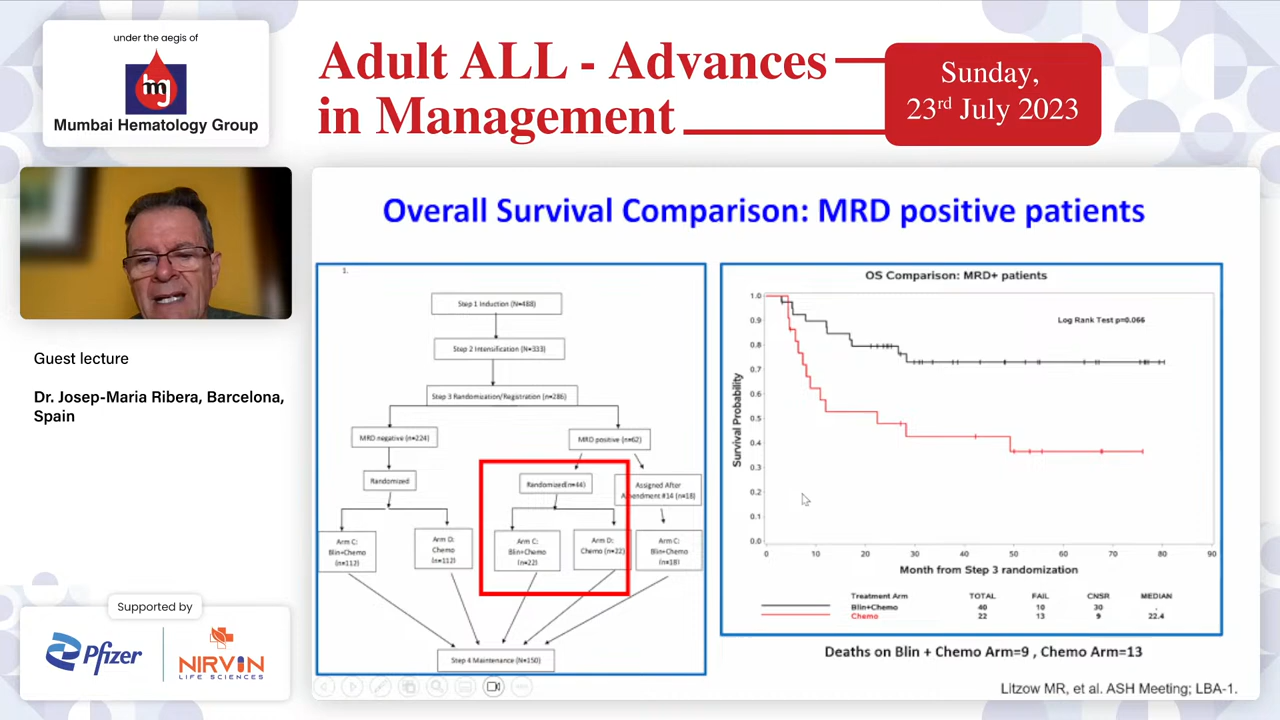 under the aegis of
mJ
Mumbai Hematology Group
Adult ALL - Advances
in Management
Sunday,
23rd July 2023
Guest lecture
Dr. Josep-Maria Ribera, Barcelona,
Spain
Supported by
Pfizer
NIRVIN
LIFE SCIENCES
Overall Survival Comparison: MRD positive patients
1.
Step 1 Induction (N=488)
Step 2 Intensification (N=333)
Step 3 Randomization/Registration (n=286)
MRD negative (n=224)
MRD positive (n=62)
Randomized
Randomized(n=44)
Assigned After
Amendment #14 (n=18)
Arm C:
Blin+Chemo
(n=112)
Arm D:
Chemo
(n=112)
Arm C:
Blin+Chemo
(n=22)
Arm D:
Chemo (n=22)
Arm C:
Blin+Chemo
(n=18)
Step 4 Maintenance (N=150)
OS Comparison: MRD+ patients
Log Rank Test p=0.066
Survival Probability
1.0
0.9
0.8
0.7
0.6
0.5
0.4
0.3
0.2
0.1
0.0
0 10 20 30 40 50 60 70 80 90
Month from Step 3 randomization
Treatment Arm TOTAL FAIL CNSR MEDIAN
Blin+Chemo 40 10 30 .
Chemo 22 13 9 22.4
Deaths on Blin + Chemo Arm=9 , Chemo Arm=13
Litzow MR, et al. ASH Meeting; LBA-1.